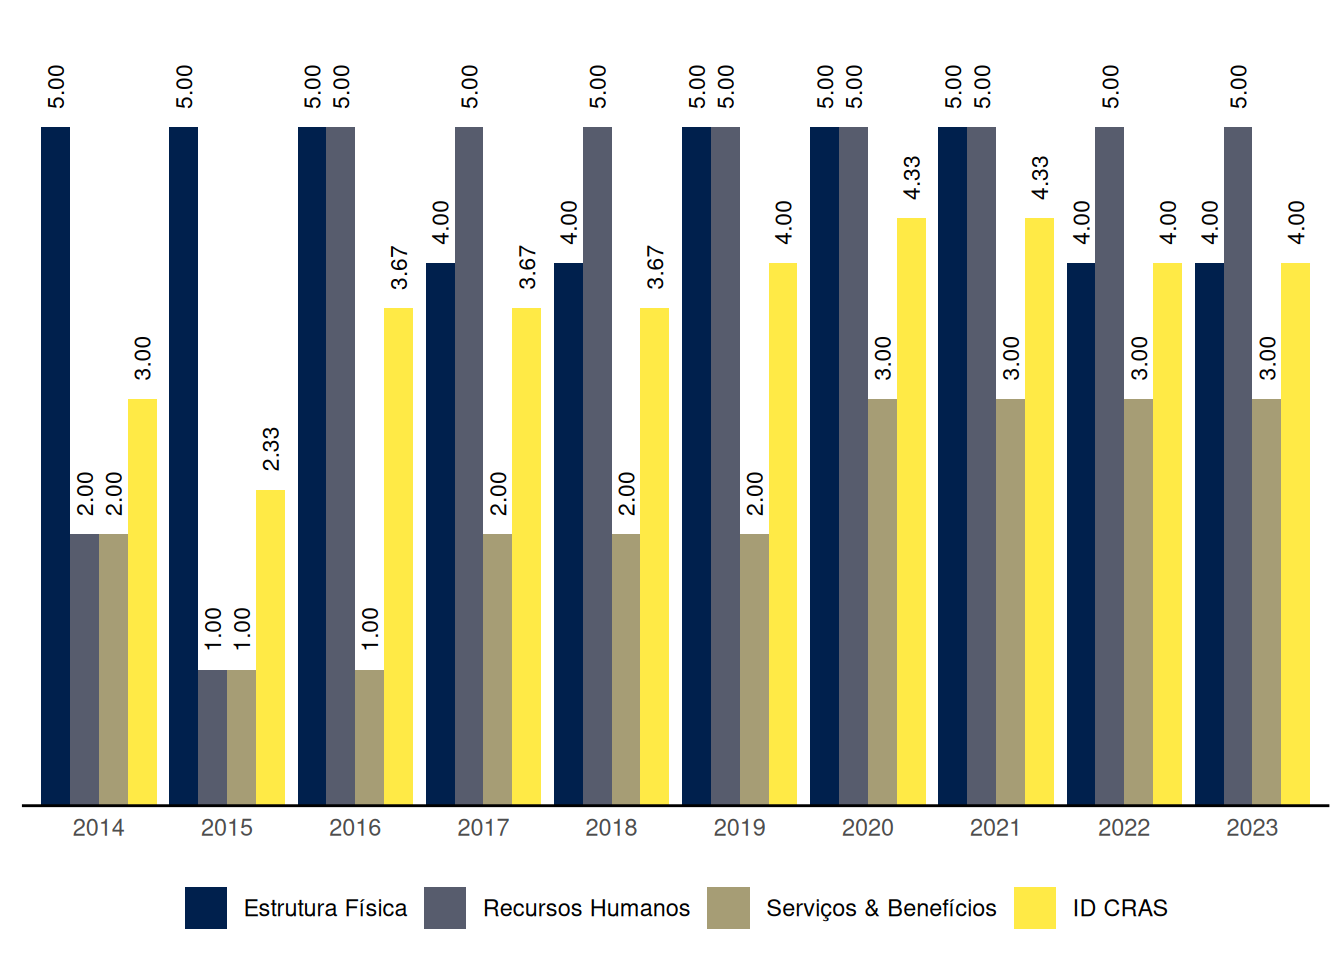 5.00 5.00 5.00 5.00 5.00 5.00 5.00 5.00 5.00 5.00 5.00 5.00 5.00 5.00
4.33 4.33
4.00 4.00 4.00 4.00 4.00 4.00 4.00
3.67 3.67 3.67
3.00 3.00 3.00 3.00 3.00
2.33
2.00 2.00 2.00 2.00 2.00
1.00 1.00 1.00
2014 2015 2016 2017 2018 2019 2020 2021 2022 2023
Estrutura Física Recursos Humanos Serviços & Benefícios ID CRAS